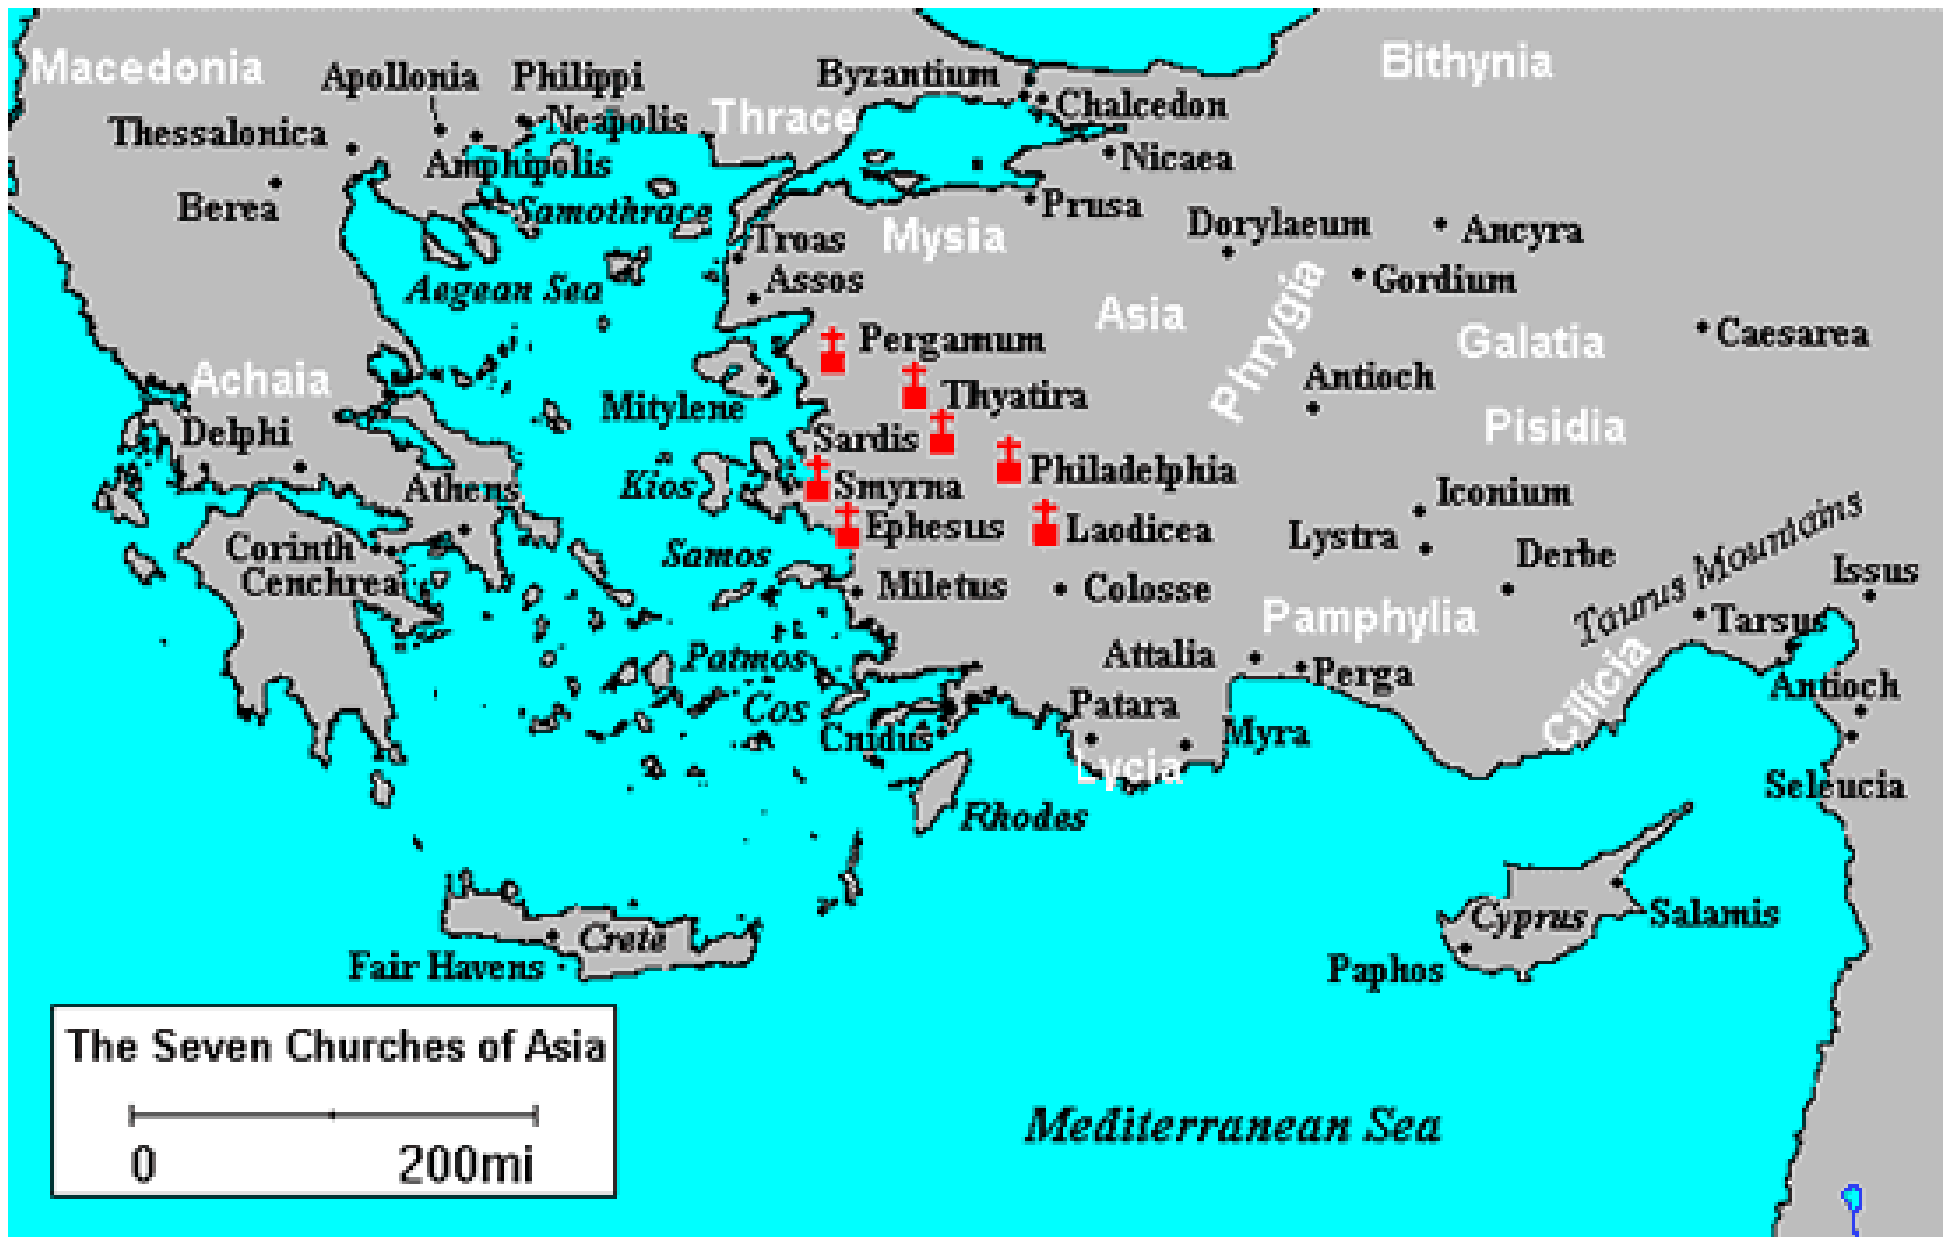 Macedonia
Apollonia
Philippi
Byzantium
Bithynia
Thessalonica
Neapolis
Thrace
Chalcedon
Amphipolis
Nicaea
Berea
Samothrace
Prusa
Troas
Mysia
Dorylaeum
Ancyra
Aegean Sea
Assos
Phrygia
Gordium
Asia
Pergamum
Galatia
Caesarea
Achaia
Mitylene
Thyatira
Antioch
Delphi
Sardis
Pisidia
Athens
Kios
Smyrna
Philadelphia
Iconium
Corinth
Samos
Ephesus
Laodicea
Lystra
Derbe
Taurus Mountains
Cenchrea
Miletus
Colosse
Pamphylia
Issus
Tarsus
Patmos
Attalia
Perga
Cilicia
Antioch
Cos
Cnidus
Patara
Myra
Lycia
Seleucia
Rhodes
Crete
Cyprus
Salamis
Fair Havens
Paphos
The Seven Churches of Asia
0 200mi
Mediterranean Sea